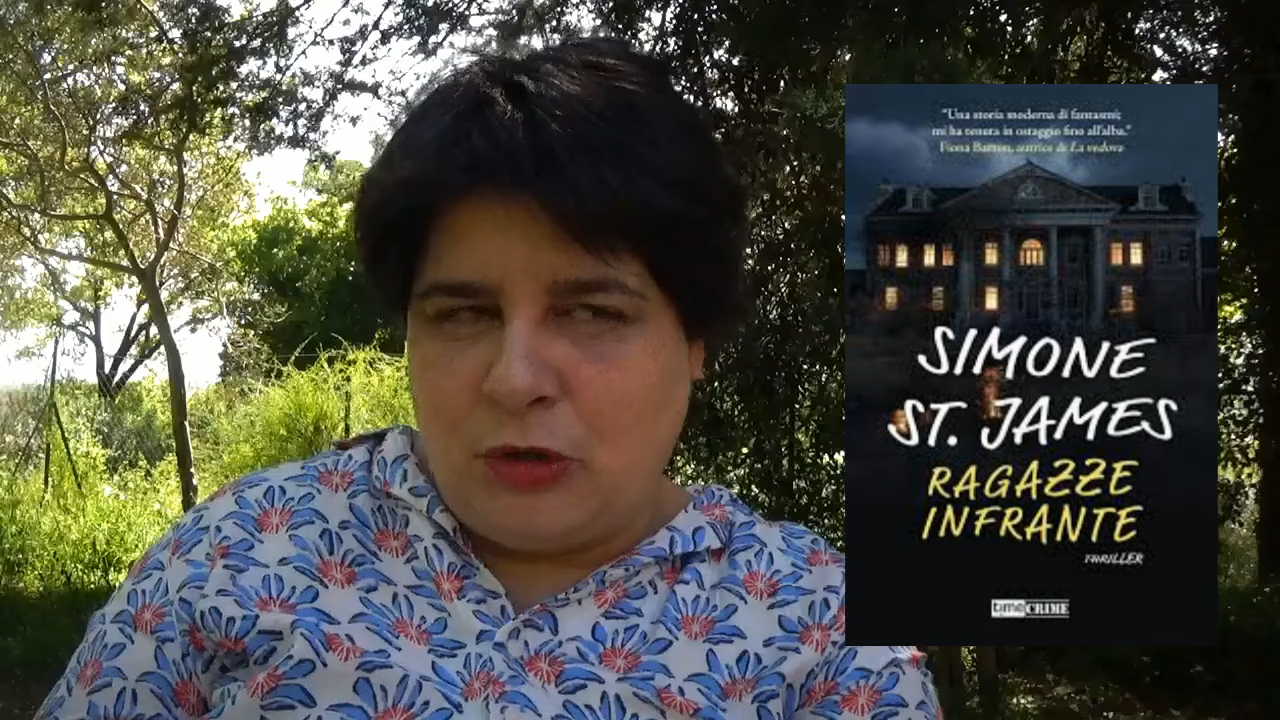 "Una storia moderna di fantasmi;
mi ha tenuta in ostaggio fino all'alba."
Fiona Barton, autrice di La vedova
SIMONE
ST. JAMES
RAGAZZE
INFRANTE
THRILLER
timeCRIME